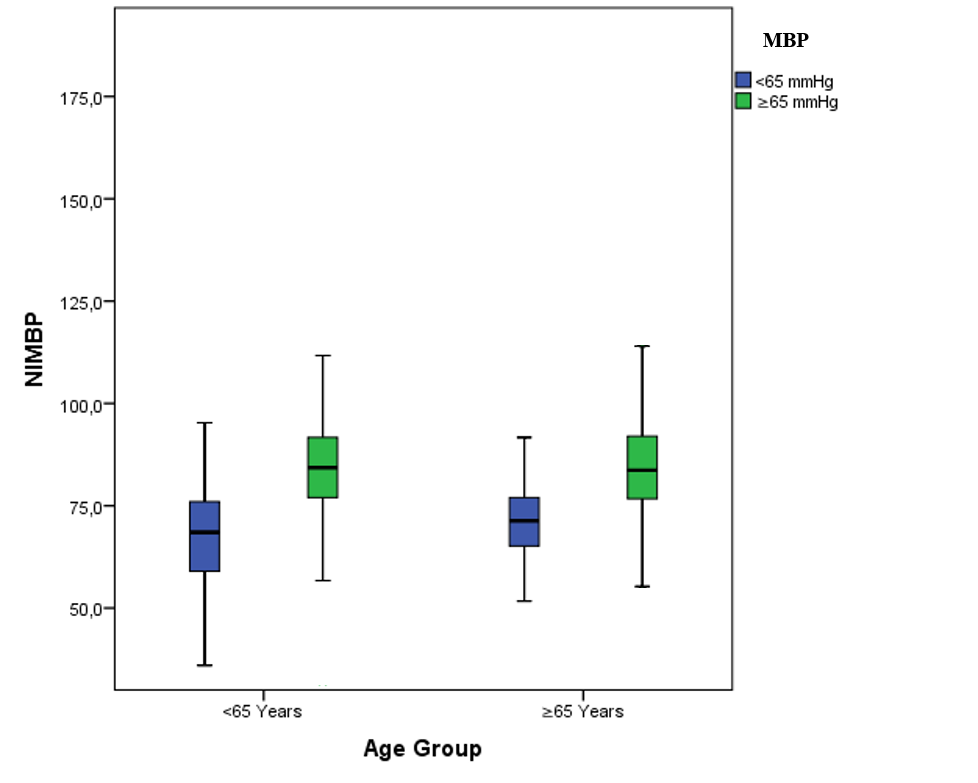 MBP
<65 mmHg
≥65 mmHg
175,0
150,0
125,0
100,0
75,0
50,0
NIMBP
<65 Years
≥65 Years
Age Group